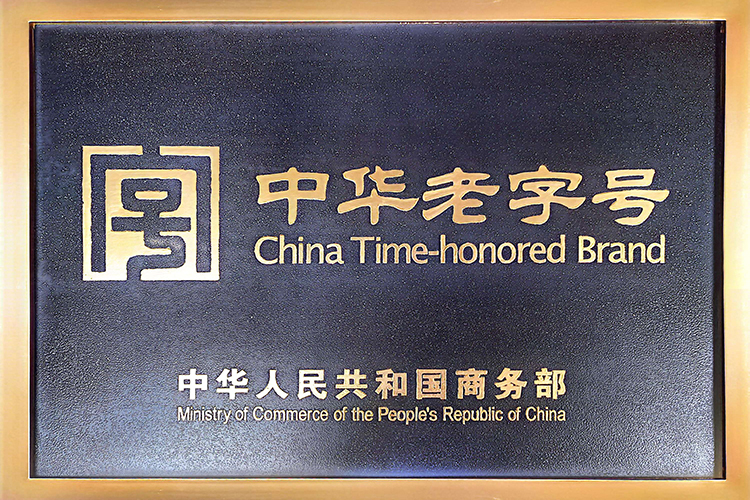 中华老字号
China Time-honored Brand
中华人民共和国商务部
Ministry of Commerce of the People's Republic of China